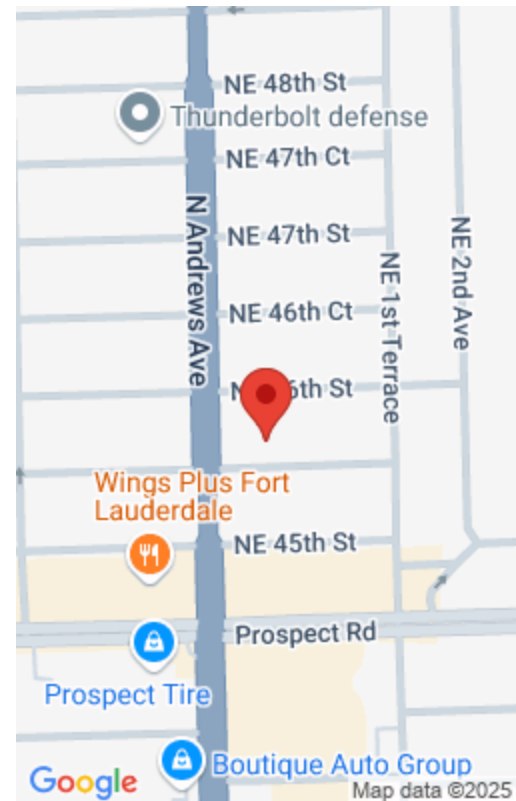 NE 48th St
Thunderbolt defense
NE 47th Ct
N Andrews Ave
NE 47th St
NE 2nd Ave
NE 1st Terrace
NE 46th Ct
6th St
Wings Plus Fort
Lauderdale
NE 45th St
Prospect Rd
Prospect Tire
Boutique Auto Group
Google
Map data ©2025